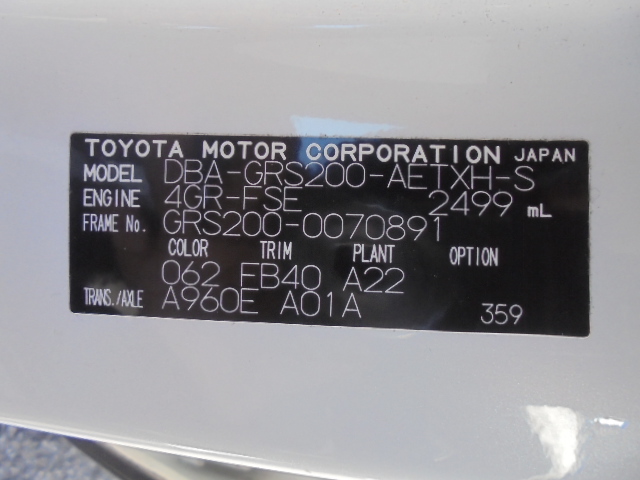 TOYOTA MOTOR CORPORATION JAPAN
MODEL DBA-GRS200-AETXH-S
ENGINE 4GR-FSE 2499 mL
FRAME No. GRS200-0070891
COLOR TRIM PLANT OPTION
062 FB40 A22
TRANS./AXLE A960E A01A 359